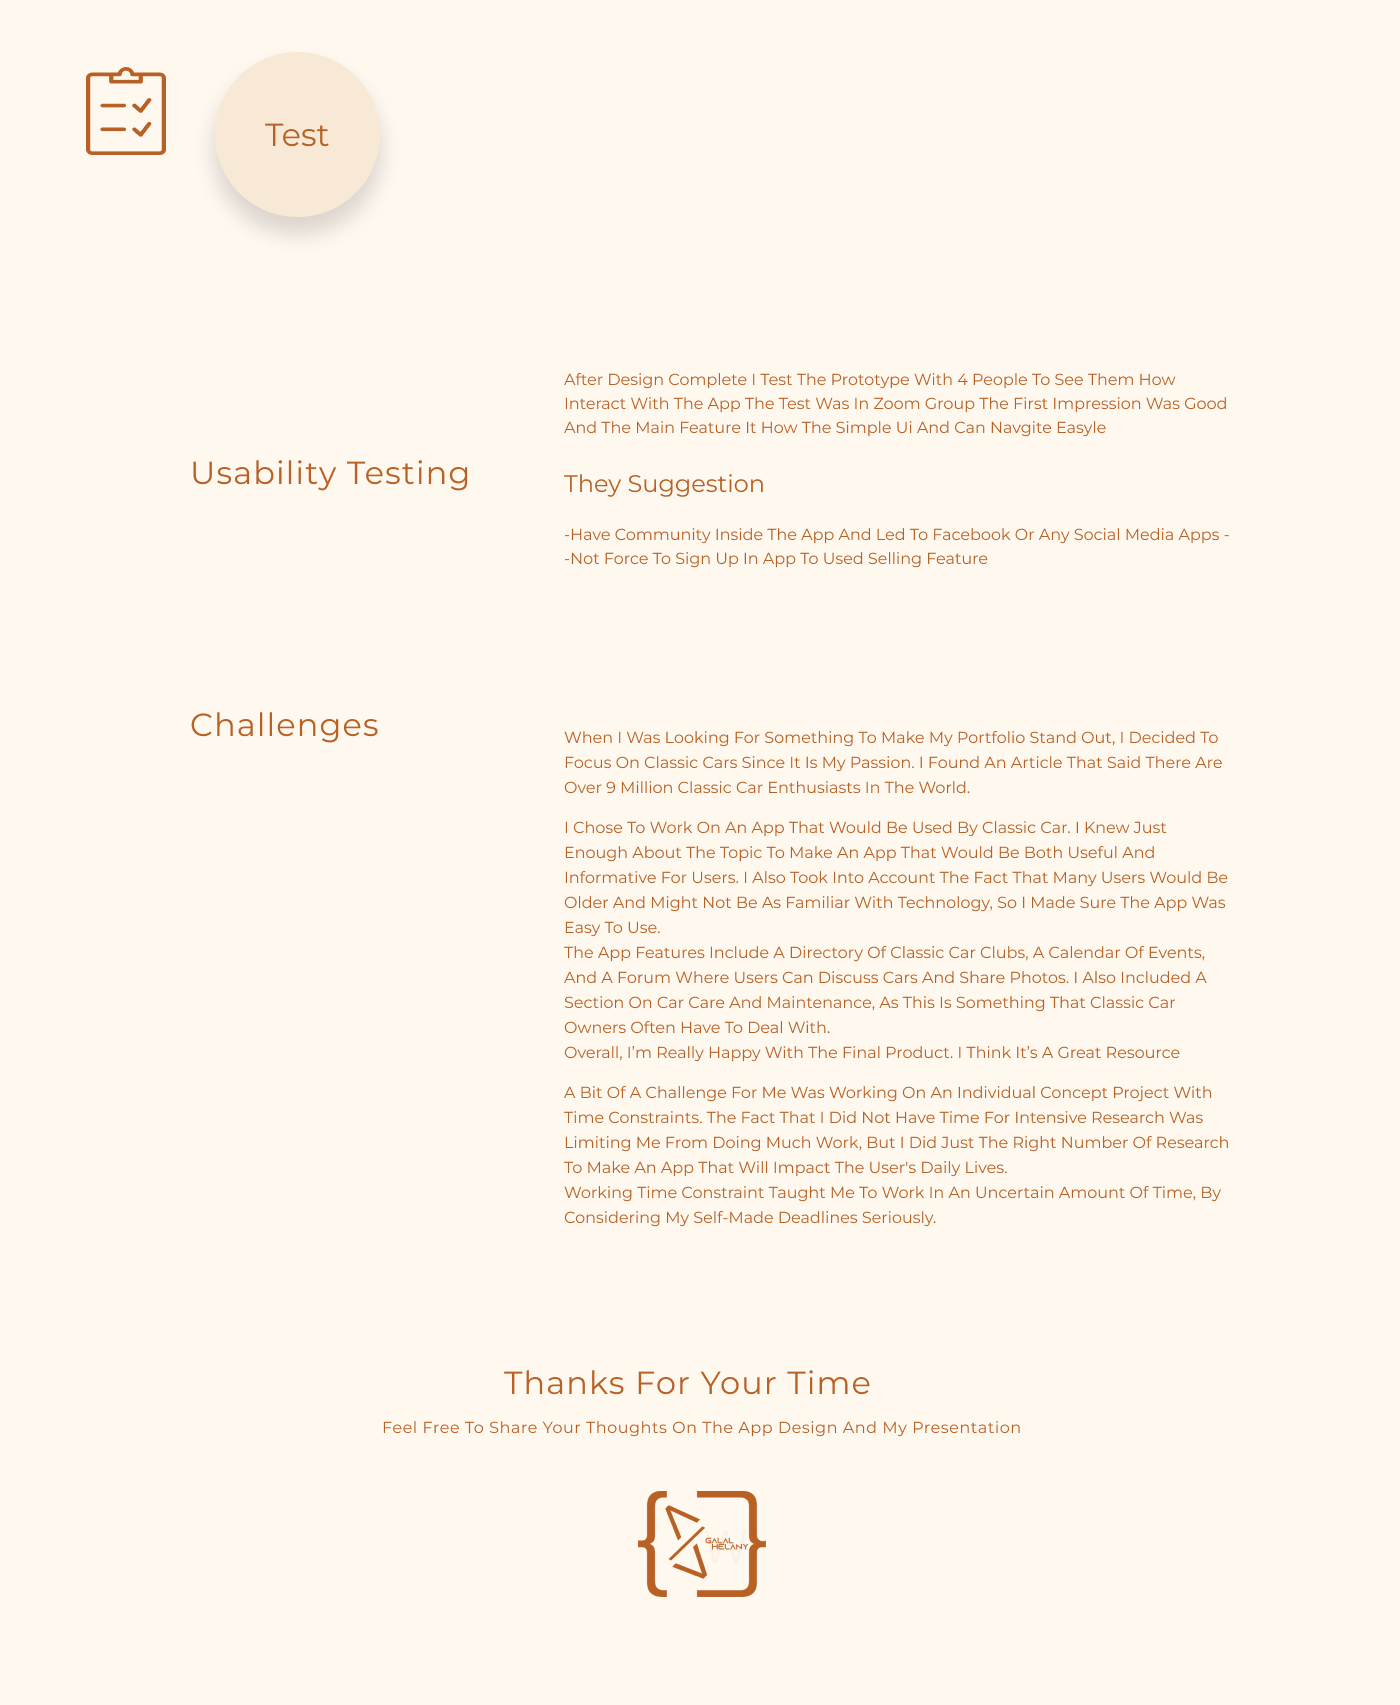 Test
After Design Complete I Test The Prototype With 4 People To See Them How
Interact With The App The Test Was In Zoom Group The First Impression Was Good
And The Main Feature It How The Simple Ui And Can Navgite Easyle
Usability Testing
They Suggestion
-Have Community Inside The App And Led To Facebook Or Any Social Media Apps -
-Not Force To Sign Up In App To Used Selling Feature
Challenges
When I Was Looking For Something To Make My Portfolio Stand Out, I Decided To
Focus On Classic Cars Since It Is My Passion. I Found An Article That Said There Are
Over 9 Million Classic Car Enthusiasts In The World.
I Chose To Work On An App That Would Be Used By Classic Car. I Knew Just
Enough About The Topic To Make An App That Would Be Both Useful And
Informative For Users. I Also Took Into Account The Fact That Many Users Would Be
Older And Might Not Be As Familiar With Technology, So I Made Sure The App Was
Easy To Use.
The App Features Include A Directory Of Classic Car Clubs, A Calendar Of Events,
And A Forum Where Users Can Discuss Cars And Share Photos. I Also Included A
Section On Car Care And Maintenance, As This Is Something That Classic Car
Owners Often Have To Deal With.
Overall, I’m Really Happy With The Final Product. I Think It’s A Great Resource
A Bit Of A Challenge For Me Was Working On An Individual Concept Project With
Time Constraints. The Fact That I Did Not Have Time For Intensive Research Was
Limiting Me From Doing Much Work, But I Did Just The Right Number Of Research
To Make An App That Will Impact The User's Daily Lives.
Working Time Constraint Taught Me To Work In An Uncertain Amount Of Time, By
Considering My Self-Made Deadlines Seriously.
Thanks For Your Time
Feel Free To Share Your Thoughts On The App Design And My Presentation
GALAL
HELANY